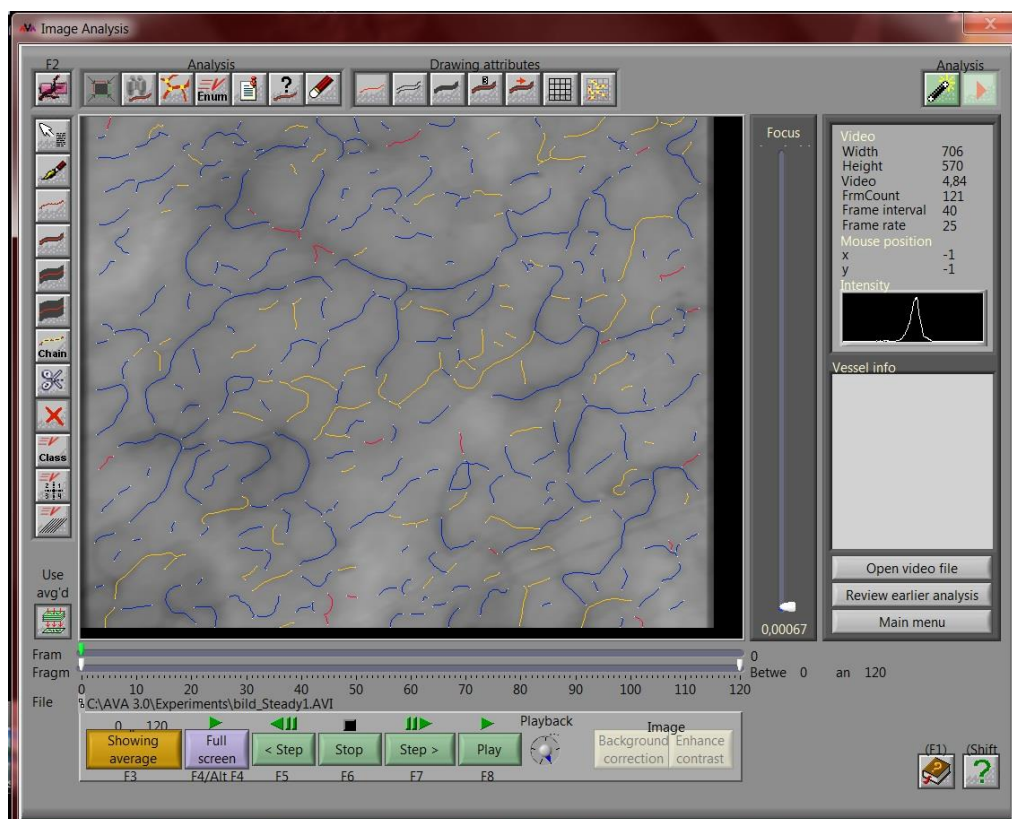 AVA Image Analysis
F2 Analysis Drawing attributes Analysis
Enum ? B
Focus
Video
Width 706
Height 570
Video 4,84
FrmCount 121
Frame interval 40
Frame rate 25
Mouse position
x -1
y -1
Intensity
Chain
Vessel info
Class
Open video file
Use
avg'd
Review earlier analysis
Main menu
0,00067
Fram 0
Fragm Betwe 0 an 120
0 10 20 30 40 50 60 70 80 90 100 110 120
File % C:\AVA 3.0\Experiments\bild_Steady1.AVI
0 .. 120 Playback Image
Showing average
Full screen
< Step
Stop
Step >
Play
Background correction
Enhance contrast
F3 F4/Alt F4 F5 F6 F7 F8
(F1) (Shift
? ?